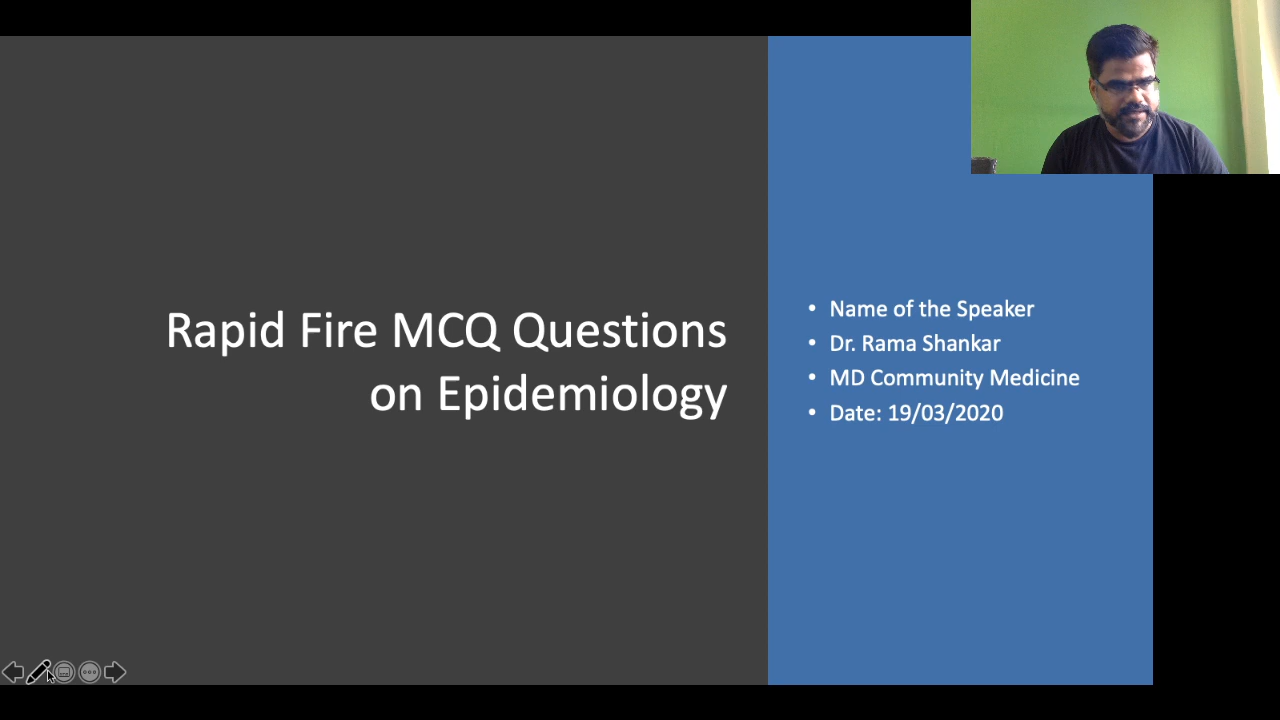 Rapid Fire MCQ Questions
on Epidemiology
• Name of the Speaker
• Dr. Rama Shankar
• MD Community Medicine
• Date: 19/03/2020